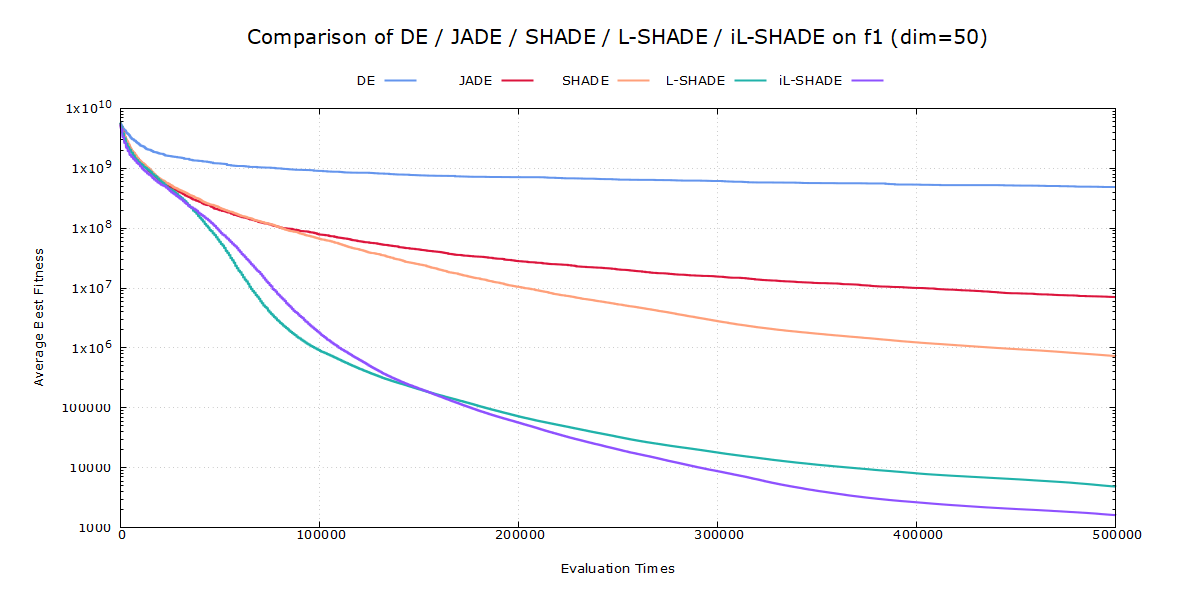 Comparison of DE / JADE / SHADE / L-SHADE / iL-SHADE on f1 (dim=50)
DE JADE SHADE L-SHADE iL-SHADE
1x10^10
1x10^9
1x10^8
1x10^7
1x10^6
100000
10000
1000
Average Best Fitness
0 100000 200000 300000 400000 500000
Evaluation Times